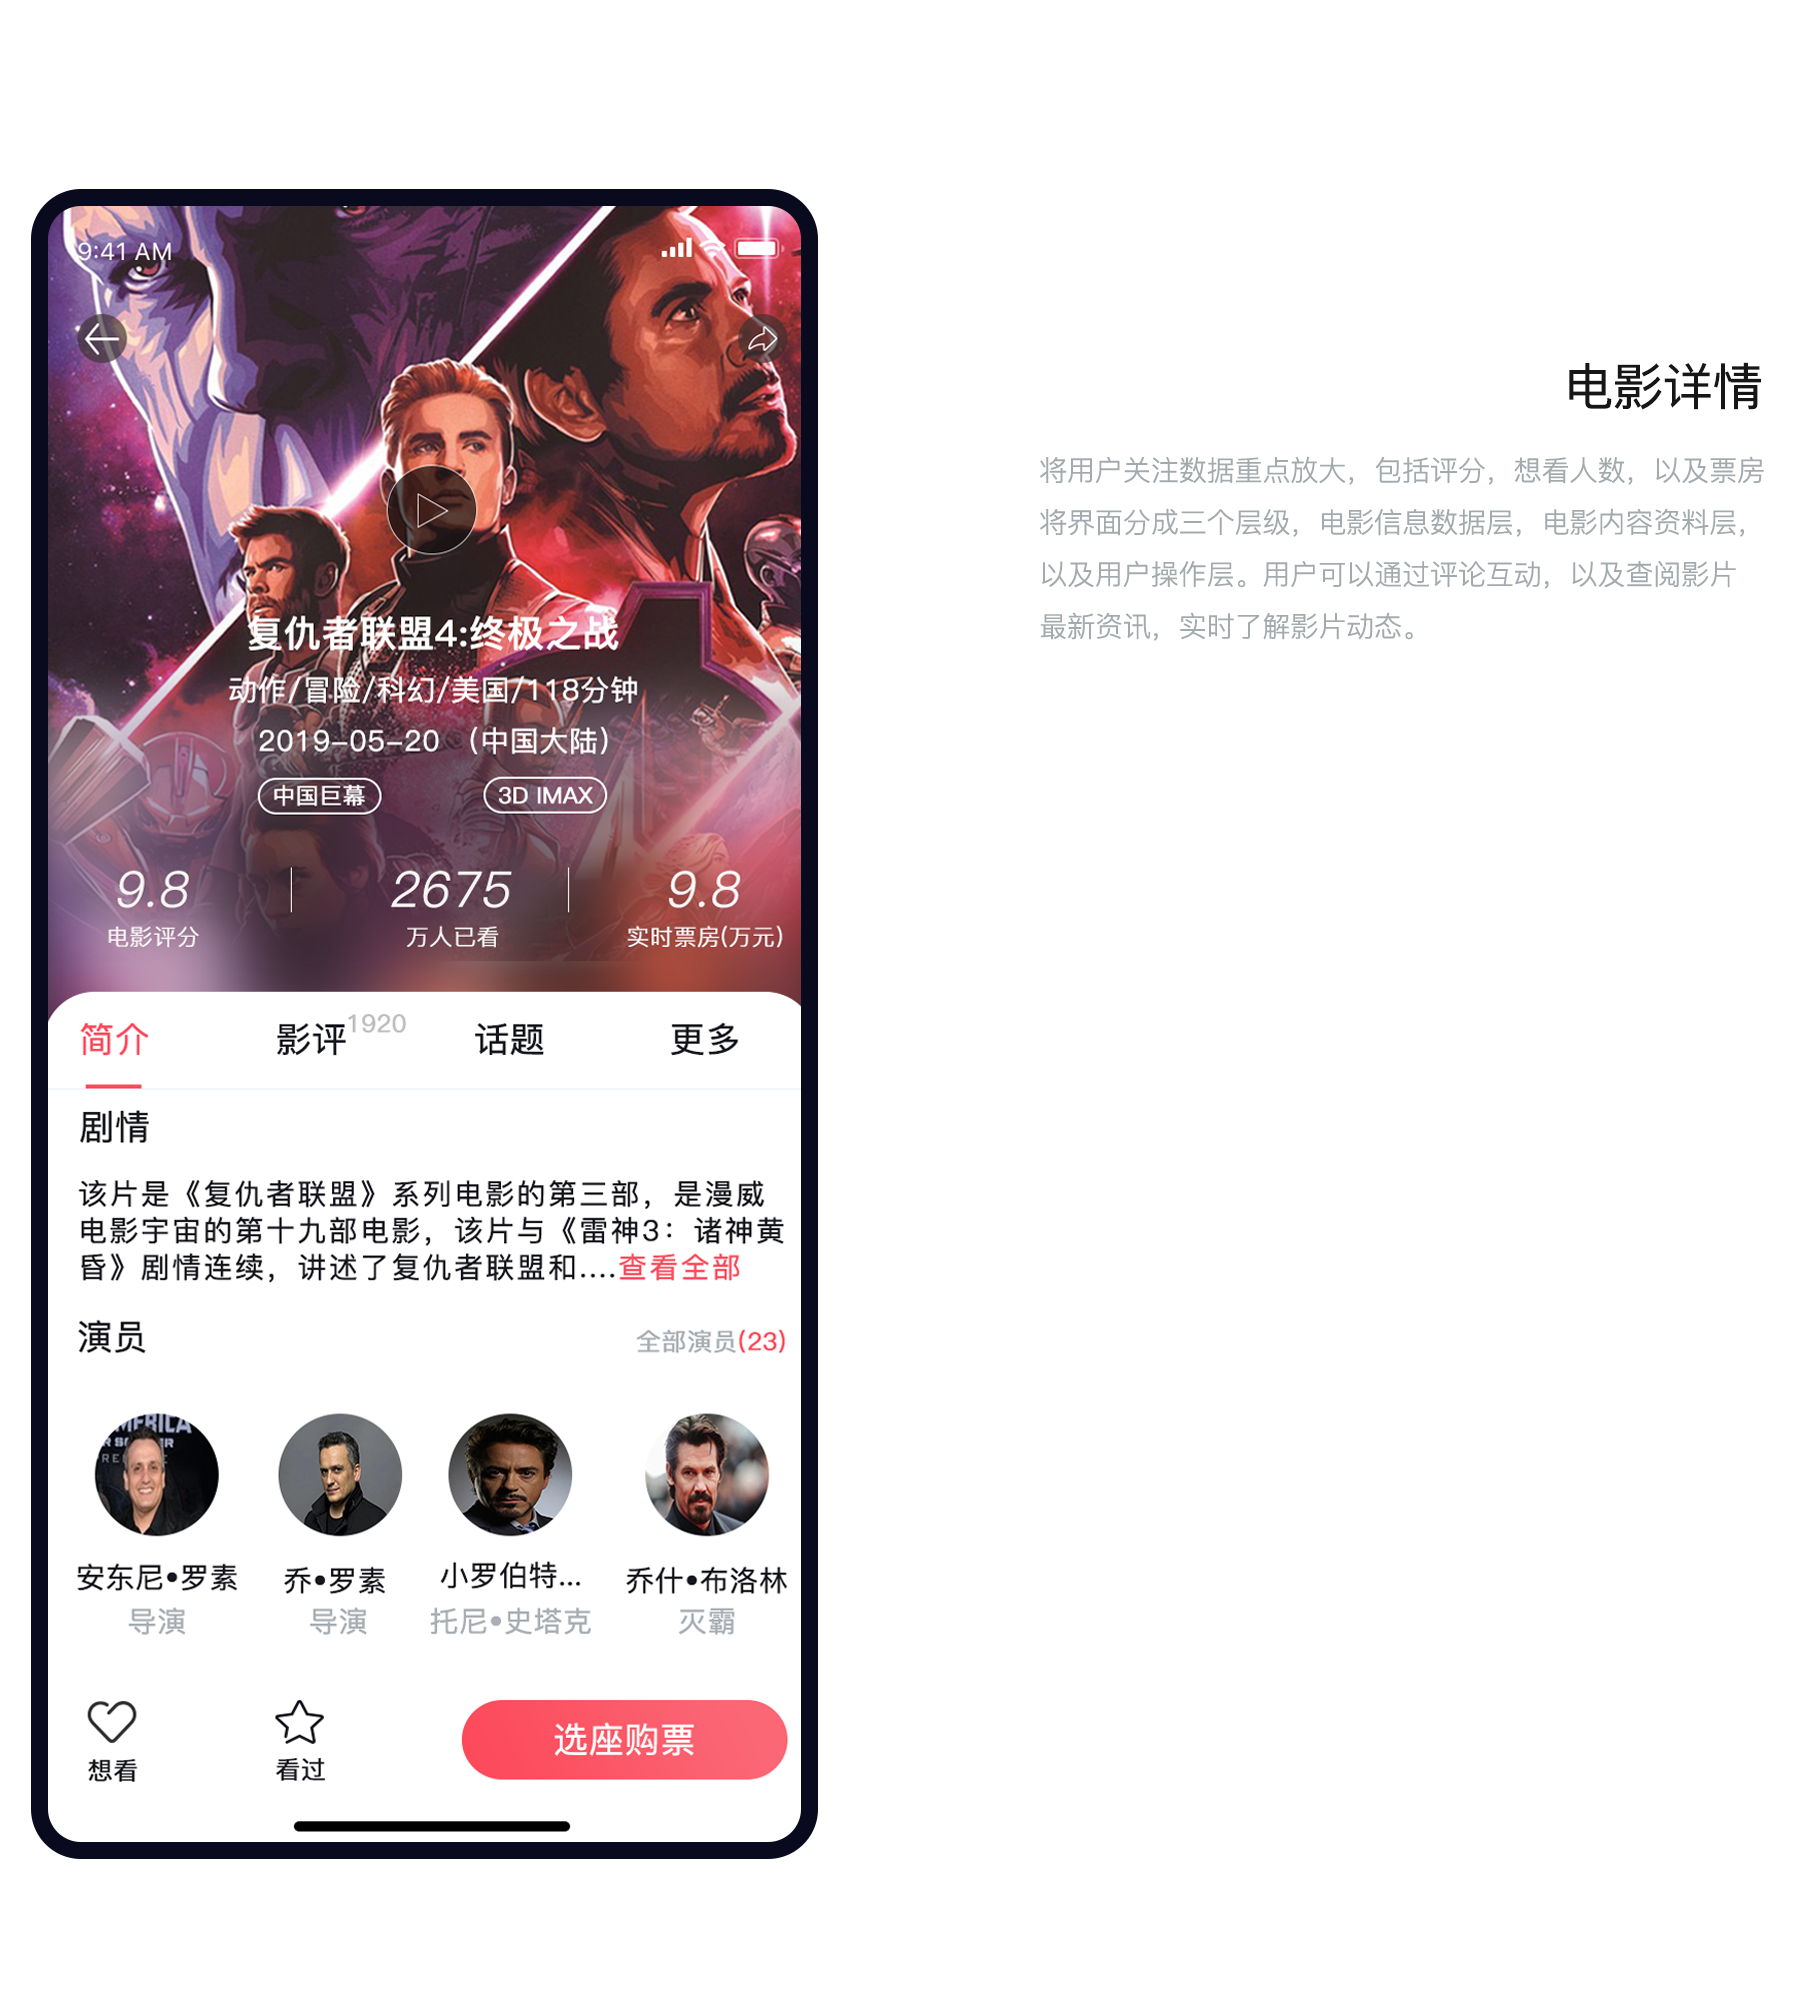 9:41 AM
复仇者联盟4:终极之战
动作/冒险/科幻/美国/118分钟
2019-05-20 （中国大陆）
中国巨幕 3D IMAX
9.8 2675 9.8
电影评分 万人已看 实时票房(万元)
简介 影评 1920 话题 更多
剧情
该片是《复仇者联盟》系列电影的第三部，是漫威
电影宇宙的第十九部电影，该片与《雷神3：诸神黄
昏》剧情连续，讲述了复仇者联盟和....查看全部
演员 全部演员(23)
安东尼•罗素 乔•罗素 小罗伯特... 乔什•布洛林
导演 导演 托尼•史塔克 灭霸
想看 看过 选座购票
电影详情
将用户关注数据重点放大，包括评分，想看人数，以及票房
将界面分成三个层级，电影信息数据层，电影内容资料层，
以及用户操作层。用户可以通过评论互动，以及查阅影片
最新资讯，实时了解影片动态。